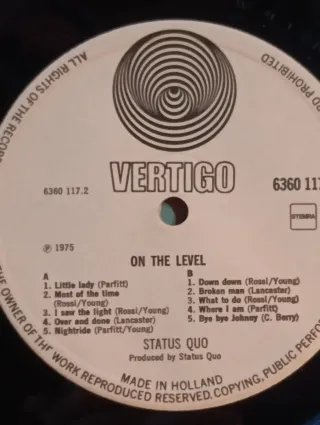 ALL RIGHTS OF THE RECOR
RD PROHIBITED
VERTIGO
6360 117.2
6360 117
STEMRA
℗ 1975
ON THE LEVEL
A
1. Little lady (Parfitt)
2. Most of the time
(Rossi/Young)
3. I saw the light (Rossi/Young)
4. Over and done (Lancaster)
5. Nightride (Parfitt/Young)
B
1. Down down (Rossi/Young)
2. Broken man (Lancaster)
3. What to do (Rossi/Young)
4. Where I am (Parfitt)
5. Bye bye Johnny (C. Berry)
STATUS QUO
Produced by Status Quo
MADE IN HOLLAND
THE OWNER OF THE WORK REPRODUCED RESERVED. COPYING, PUBLIC PERFO